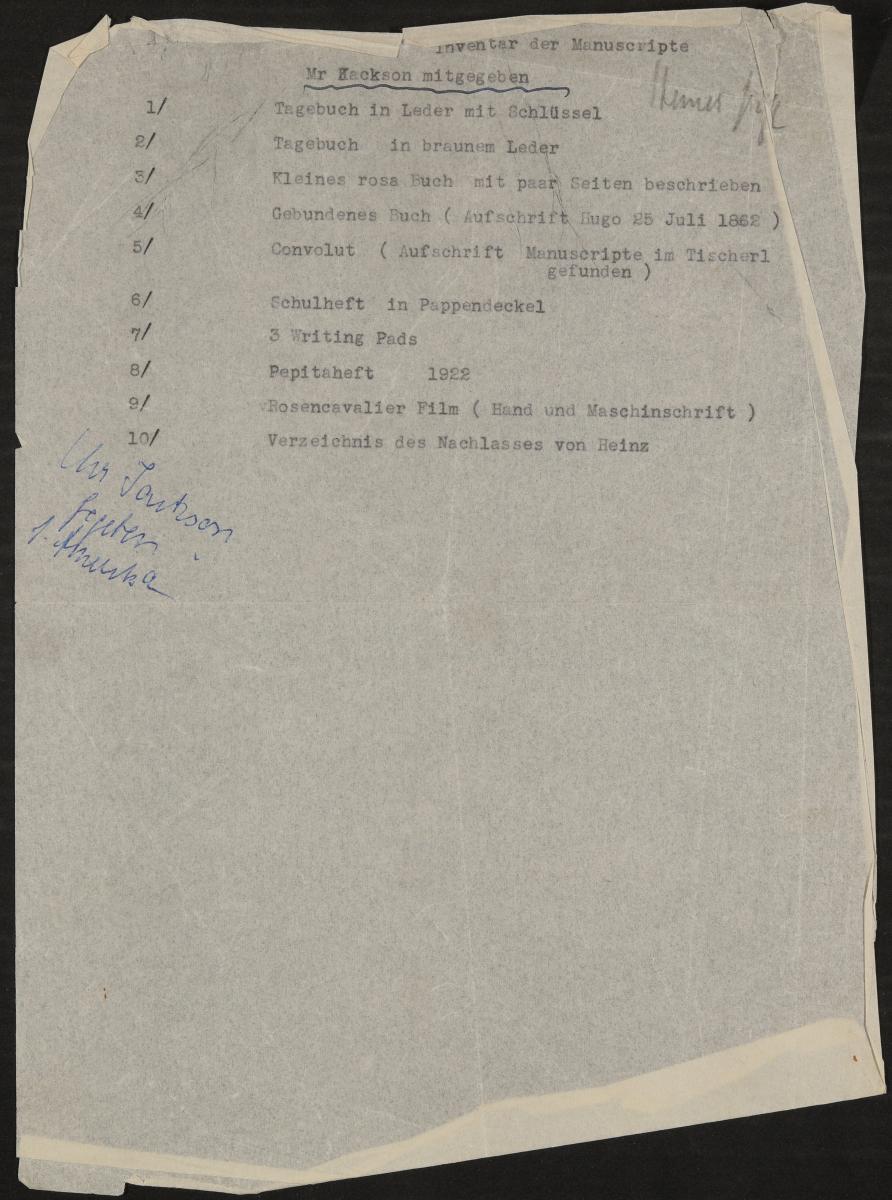 Inventar der Manuscripte
Mr Kackson mitgegeben
1/ Tagebuch in Leder mit Schlüssel
2/ Tagebuch in braunem Leder
3/ Kleines rosa Buch mit paar Seiten beschrieben
4/ Gebundenes Buch ( Aufschrift Hugo 25 Juli 1862 )
5/ Convolut ( Aufschrift Manuscripte im Tischerl
gefunden )
6/ Schulheft in Pappendeckel
7/ 3 Writing Pads
8/ Pepitaheft 1922
9/ Rosencavalier Film ( Hand und Maschinschrift )
10/ Verzeichnis des Nachlasses von Heinz
Jackson
gegeben
Amerika